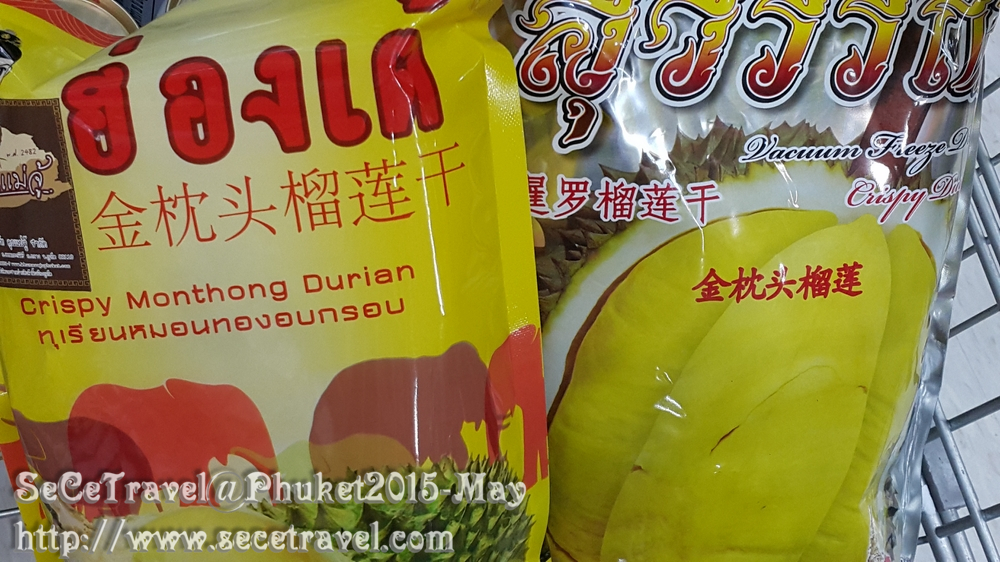 ฮ่องเต้
金枕头榴莲干
Crispy Monthong Durian
ทุเรียนหมอนทองอบกรอบ
Vacuum Freeze
暹罗榴莲干
Crispy
金枕头榴莲
SeCeTravel@Phuket2015-May
http://www.secetravel.com